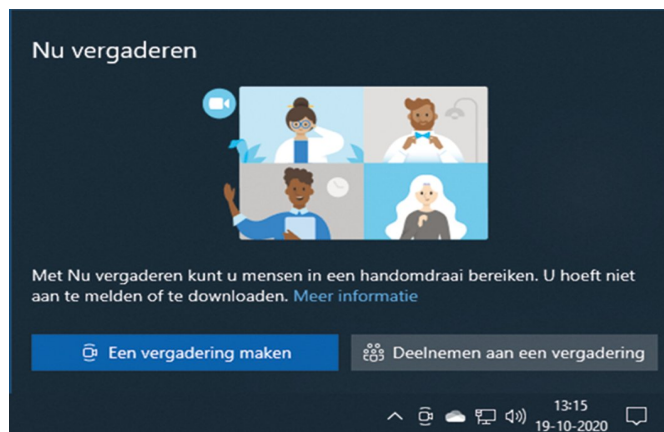 Nu vergaderen
Met Nu vergaderen kunt u mensen in een handomdraai bereiken. U hoeft niet
aan te melden of te downloaden. Meer informatie
Een vergadering maken
Deelnemen aan een vergadering
13:15
19-10-2020